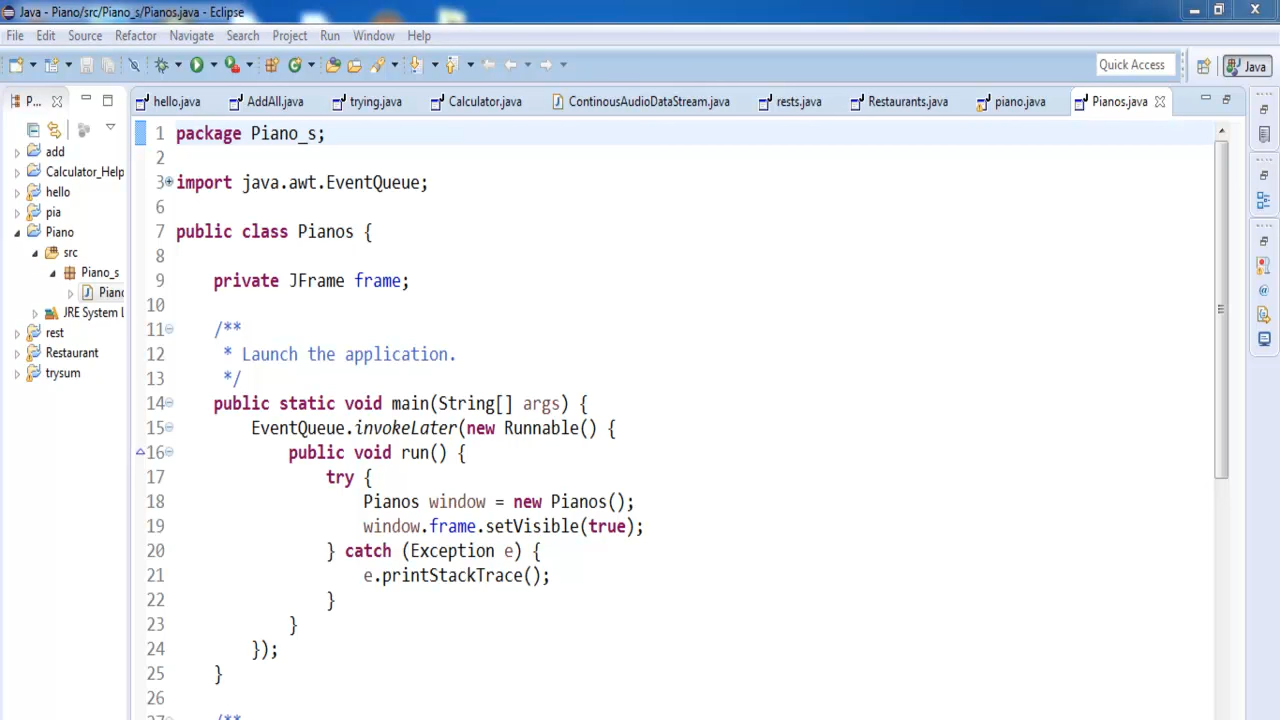 Java - Piano/src/Piano_s/Pianos.java - Eclipse
File Edit Source Refactor Navigate Search Project Run Window Help
Quick Access
Java
P...
hello.java
AddAll.java
trying.java
Calculator.java
ContinousAudioDataStream.java
rests.java
Restaurants.java
piano.java
Pianos.java
add
Calculator_Help
hello
pia
Piano
src
Piano_s
Piano
JRE System L
rest
Restaurant
trysum
1 package Piano_s;
2
3 import java.awt.EventQueue;
6
7 public class Pianos {
8
9 private JFrame frame;
10
11 /**
12 * Launch the application.
13 */
14 public static void main(String[] args) {
15 EventQueue.invokeLater(new Runnable() {
16 public void run() {
17 try {
18 Pianos window = new Pianos();
19 window.frame.setVisible(true);
20 } catch (Exception e) {
21 e.printStackTrace();
22 }
23 }
24 });
25 }
26
27 /**